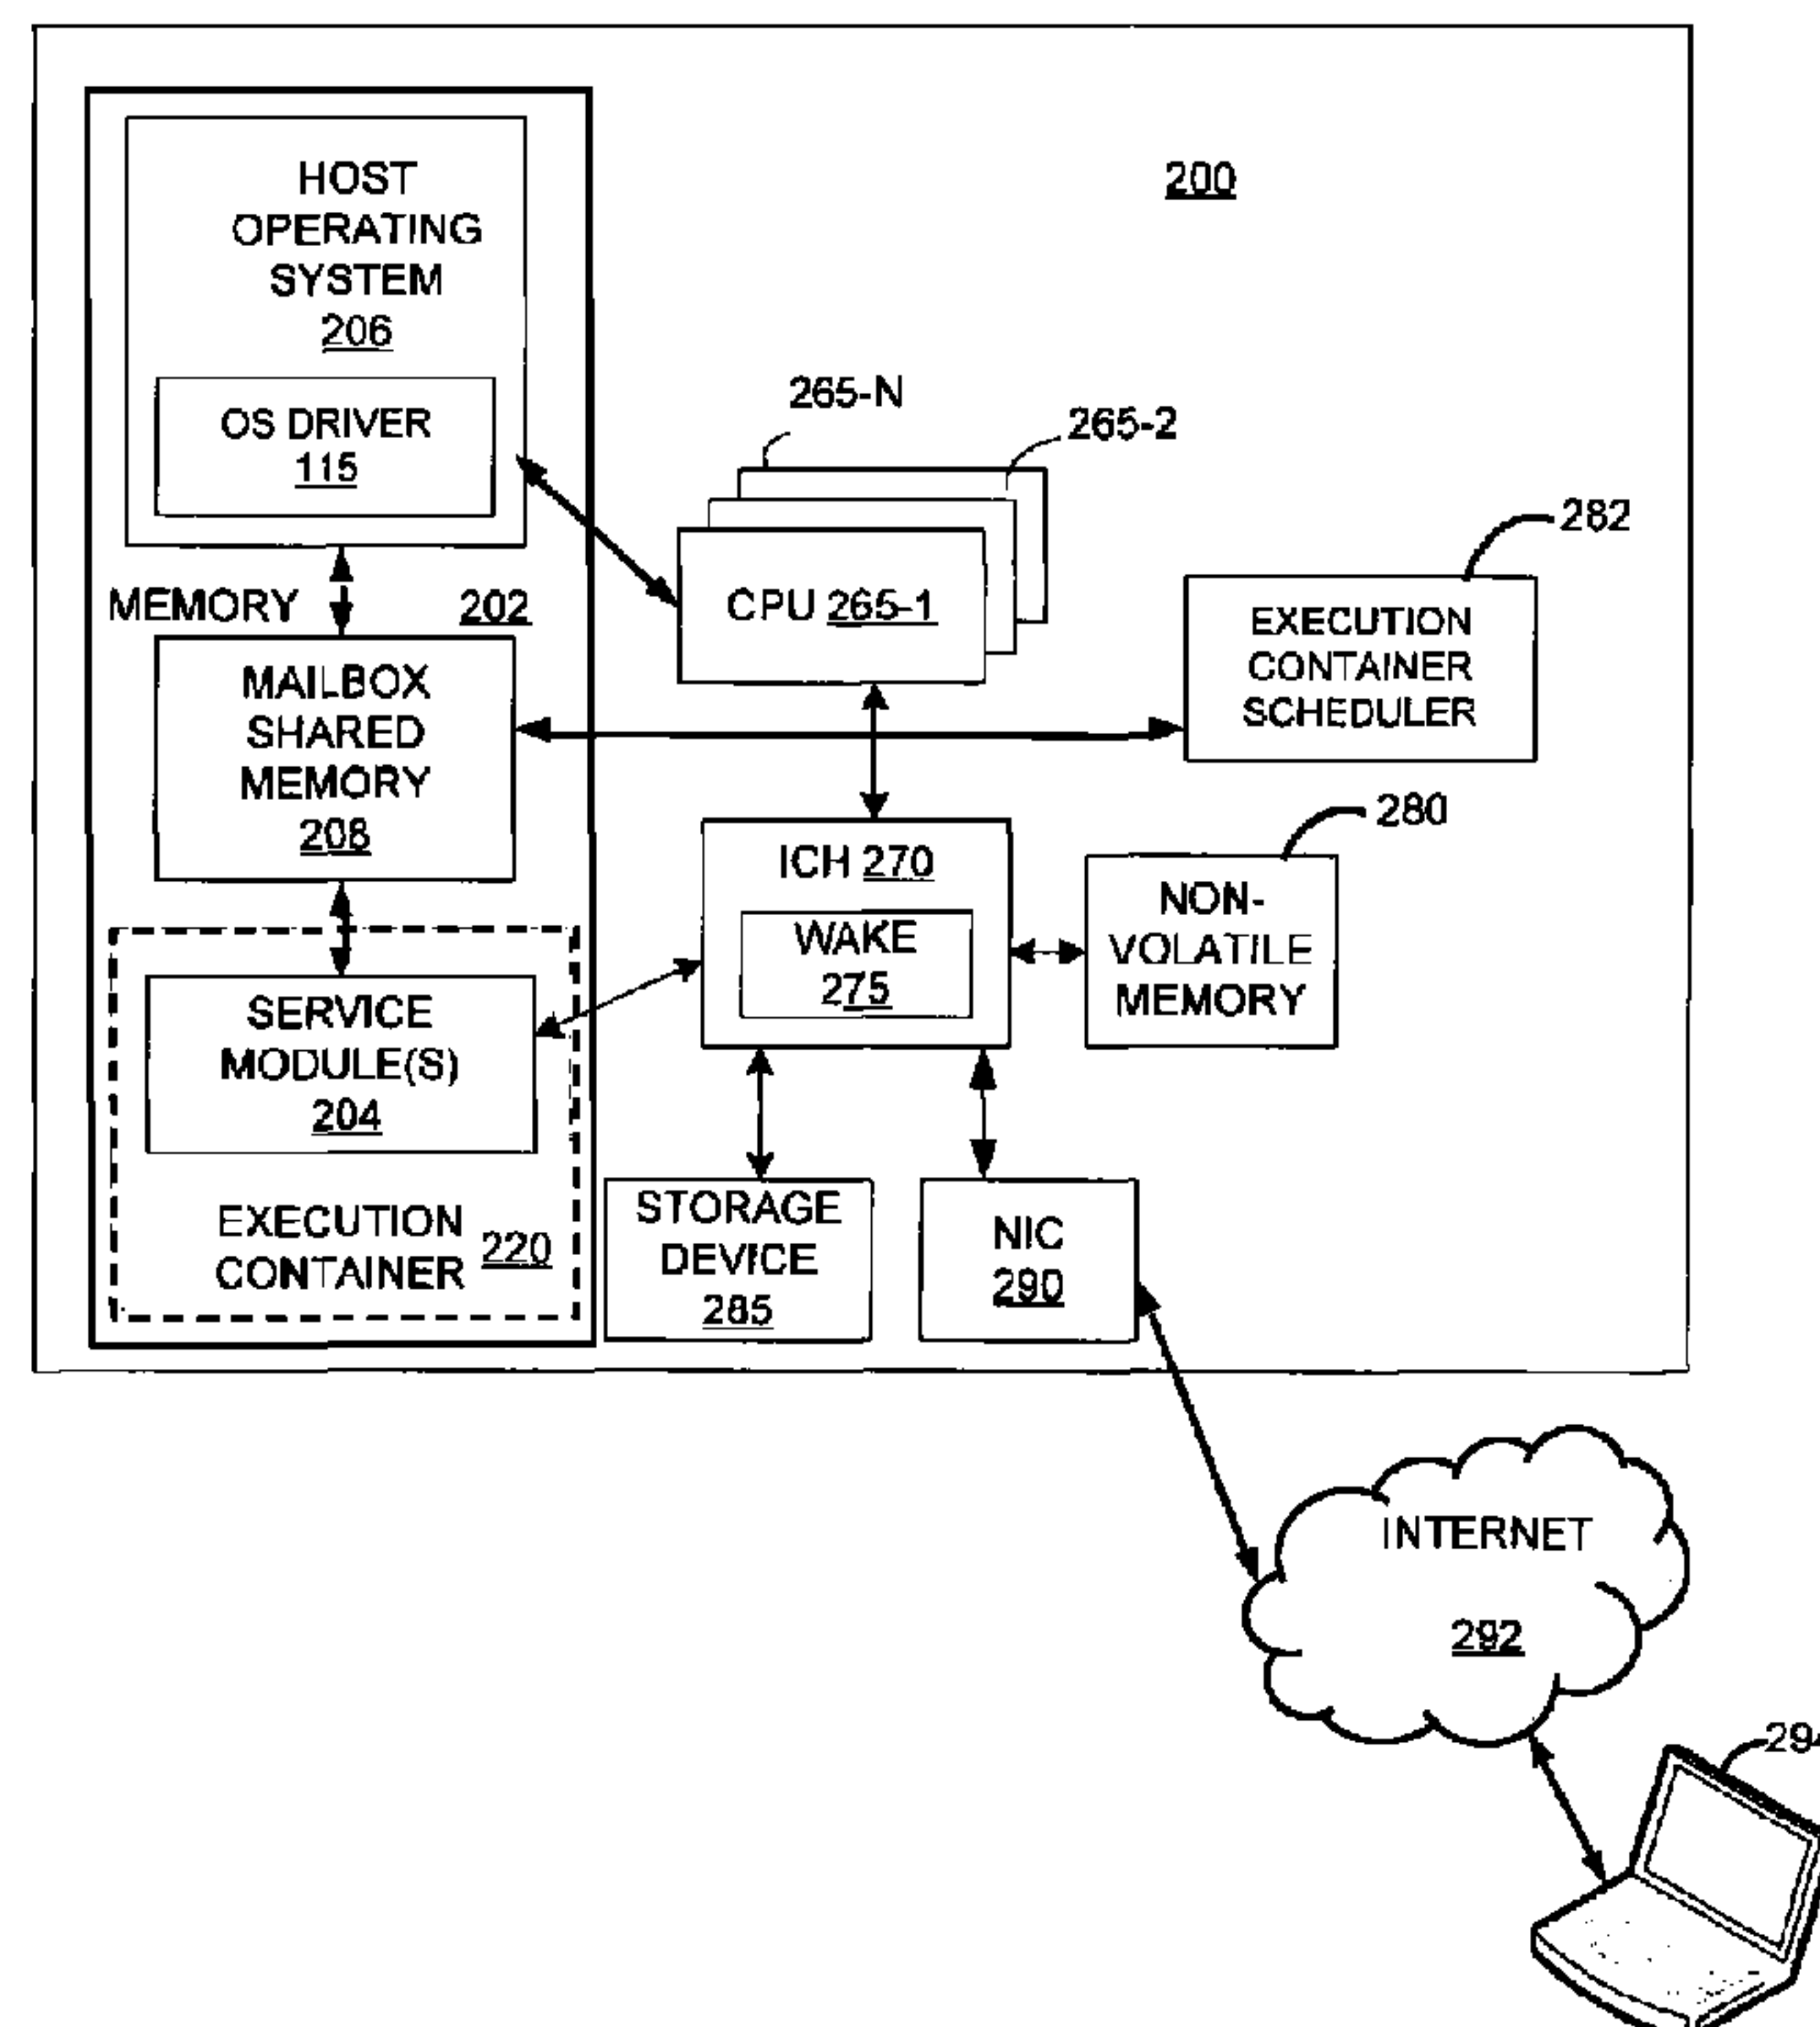 200
HOST
OPERATING
SYSTEM
206
OS DRIVER
115
MEMORY
202
MAILBOX
SHARED
MEMORY
208
SERVICE
MODULE(S)
204
EXECUTION
CONTAINER
220
265-N
265-2
CPU 265-1
282
EXECUTION
CONTAINER
SCHEDULER
ICH 270
WAKE
275
280
NON-
VOLATILE
MEMORY
STORAGE
DEVICE
285
NIC
290
INTERNET
292